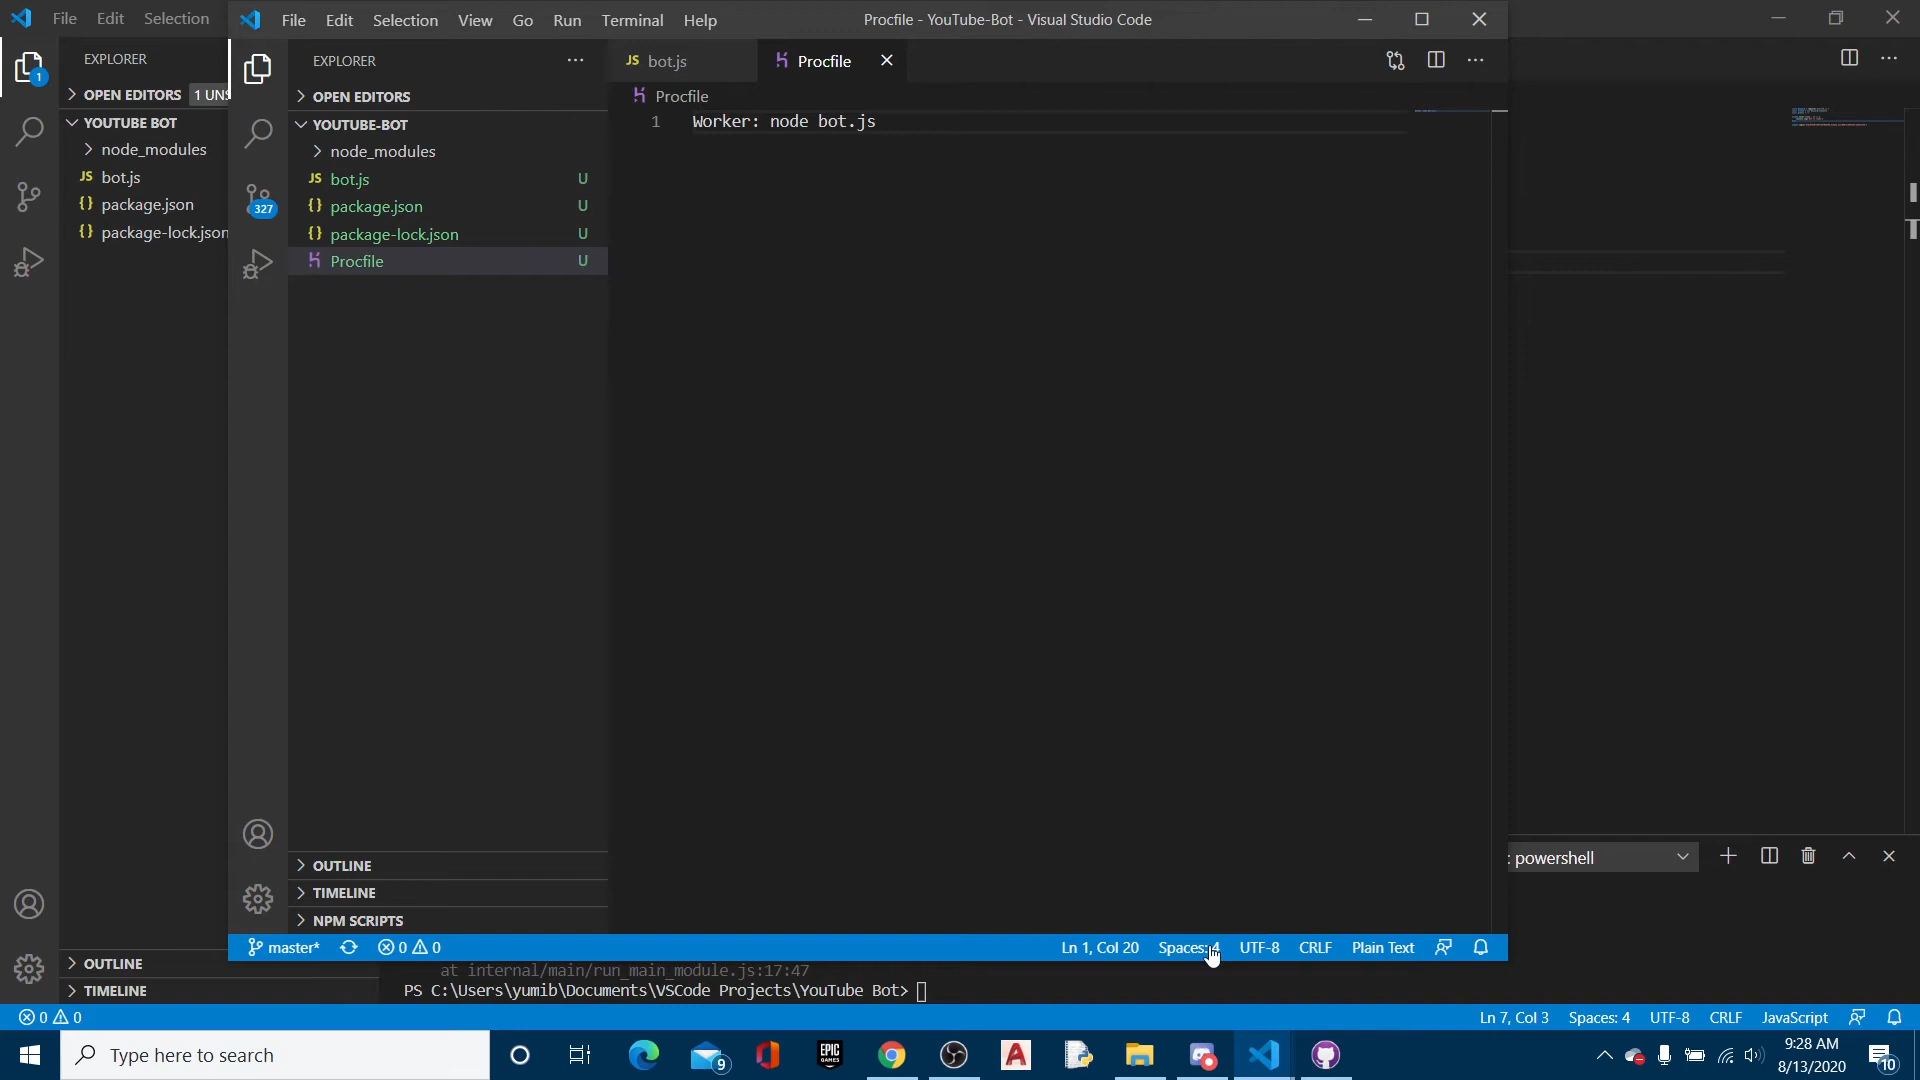 File Edit Selection
EXPLORER
OPEN EDITORS 1 UNS
YOUTUBE BOT
node_modules
JS bot.js
{} package.json
{} package-lock.json
OUTLINE
TIMELINE
1
File Edit Selection View Go Run Terminal Help
Procfile - YouTube-Bot - Visual Studio Code
EXPLORER
OPEN EDITORS
YOUTUBE-BOT
node_modules
JS bot.js U
{} package.json U
{} package-lock.json U
Procfile U
327
OUTLINE
TIMELINE
NPM SCRIPTS
JS bot.js
Procfile
Procfile
1 Worker: node bot.js
master* 0 0
Ln 1, Col 20 Spaces: 4 UTF-8 CRLF Plain Text
: powershell
at internal/main/run_main_module.js:17:47
PS C:\Users\yumib\Documents\VSCode Projects\YouTube Bot>
0 0
Ln 7, Col 3 Spaces: 4 UTF-8 CRLF JavaScript
Type here to search
9
EPIC
GAMES
A
9:28 AM
8/13/2020
10